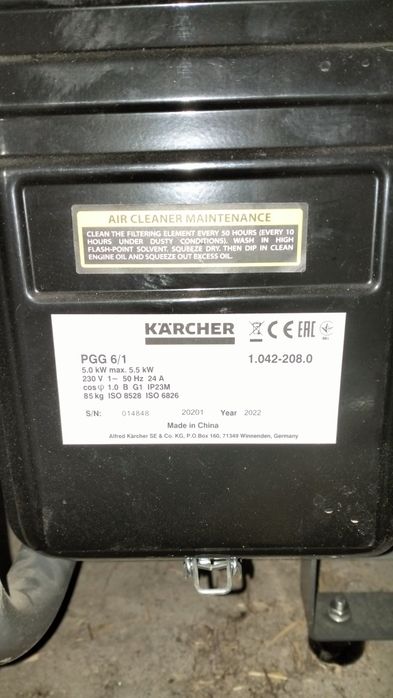 AIR CLEANER MAINTENANCE
CLEAN THE FILTERING ELEMENT EVERY 50 HOURS (EVERY 10
HOURS UNDER DUSTY CONDITIONS). WASH IN HIGH
FLASH-POINT SOLVENT. SQUEEZE DRY. THEN DIP IN CLEAN
ENGINE OIL AND SQUEEZE OUT EXCESS OIL.
KÄRCHER CE EAC
PGG 6/1 1.042-208.0
5.0 kW max. 5.5 kW
230 V 1~ 50 Hz 24 A
cos φ 1.0 B G1 IP23M
85 kg ISO 8528 ISO 6826
S/N: 014848 20201 Year 2022
Made in China
Alfred Kärcher SE & Co. KG, P.O.Box 160, 71349 Winnenden, Germany